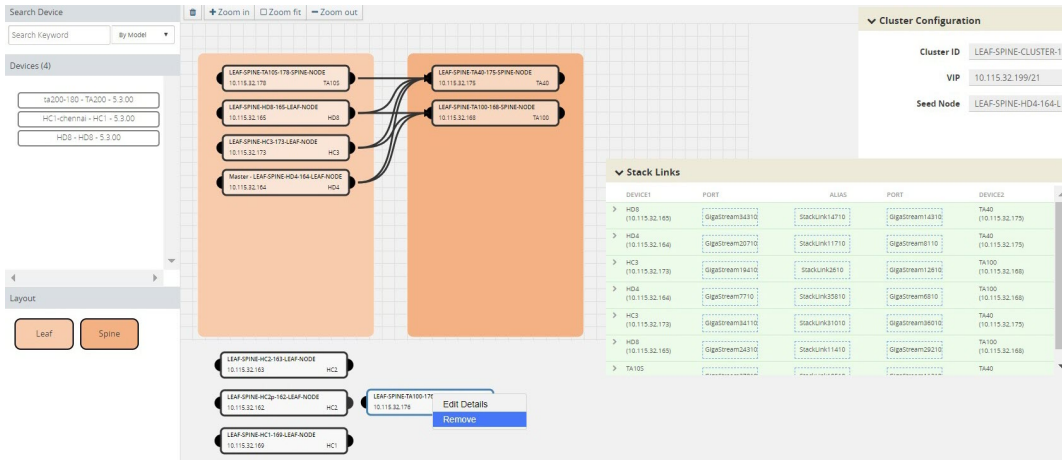 Search Device
Search Keyword
By Model
Devices (4)
ta200-180 - TA200 - 5.3.00
HC1-chennai - HC1 - 5.3.00
HD8 - HD8 - 5.3.00
Layout
Leaf
Spine
Zoom in
Zoom fit
Zoom out
LEAF-SPINE-TA10S-178-SPINE-NODE
10.115.32.178 TA10S
LEAF-SPINE-HD8-165-LEAF-NODE
10.115.32.165 HD8
LEAF-SPINE-HC3-173-LEAF-NODE
10.115.32.173 HC3
Master - LEAF-SPINE-HD4-164-LEAF-NODE
10.115.32.164 HD4
LEAF-SPINE-TA40-175-SPINE-NODE
10.115.32.175 TA40
LEAF-SPINE-TA100-168-SPINE-NODE
10.115.32.168 TA100
LEAF-SPINE-HC2-163-LEAF-NODE
10.115.32.163 HC2
LEAF-SPINE-HC2p-162-LEAF-NODE
10.115.32.162 HC2
LEAF-SPINE-HC1-169-LEAF-NODE
10.115.32.169 HC1
LEAF-SPINE-TA100-176
10.115.32.176
Edit Details
Remove
Cluster Configuration
Cluster ID LEAF-SPINE-CLUSTER-1
VIP 10.115.32.199/21
Seed Node LEAF-SPINE-HD4-164-L
Stack Links
DEVICE1 PORT ALIAS PORT DEVICE2
HD8 (10.115.32.165) GigaStream34310 StackLink14710 GigaStream14310 TA40 (10.115.32.175)
HD4 (10.115.32.164) GigaStream20710 StackLink11710 GigaStream8110 TA40 (10.115.32.175)
HC3 (10.115.32.173) GigaStream19410 StackLink2610 GigaStream12610 TA100 (10.115.32.168)
HD4 (10.115.32.164) GigaStream7710 StackLink35810 GigaStream6810 TA100 (10.115.32.168)
HC3 (10.115.32.173) GigaStream34110 StackLink31010 GigaStream36010 TA40 (10.115.32.175)
HD8 (10.115.32.165) GigaStream24310 StackLink11410 GigaStream29210 TA100 (10.115.32.168)
TA10S TA40